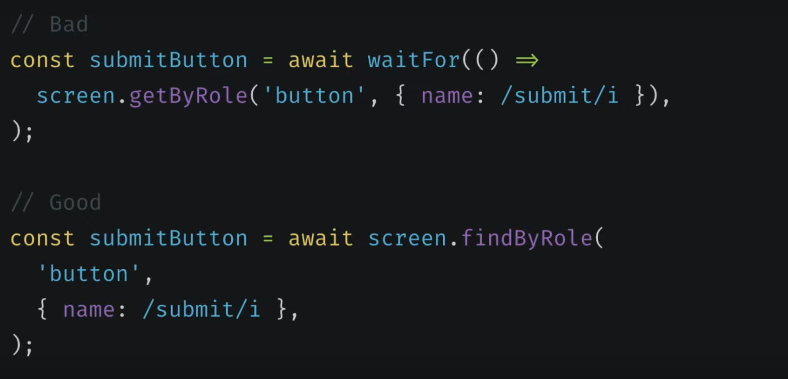 // Bad
const submitButton = await waitFor(() =>
  screen.getByRole('button', { name: /submit/i }),
);

// Good
const submitButton = await screen.findByRole(
  'button',
  { name: /submit/i },
);